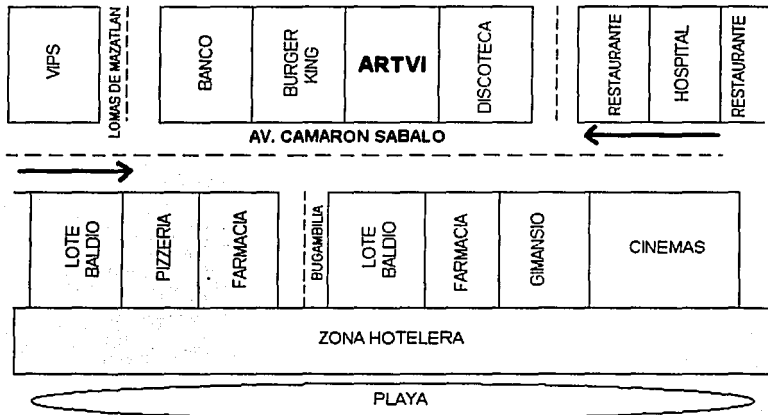 VIPS
LOMAS DE MAZATLAN
BANCO
BURGER
KING
ARTVI
DISCOTECA
RESTAURANTE
HOSPITAL
RESTAURANTE
AV. CAMARON SABALO
LOTE
BALDIO
PIZZERIA
FARMACIA
BUGAMBILIA
LOTE
BALDIO
FARMACIA
GIMANSIO
CINEMAS
ZONA HOTELERA
PLAYA